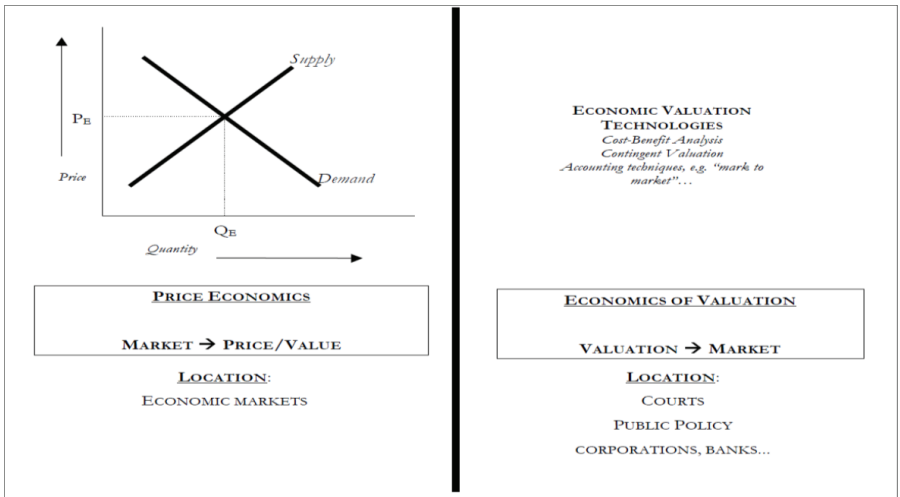 Supply
PE
Price
Demand
QE
Quantity
PRICE ECONOMICS
MARKET → PRICE/VALUE
LOCATION:
ECONOMIC MARKETS
ECONOMIC VALUATION
TECHNOLOGIES
Cost-Benefit Analysis
Contingent Valuation
Accounting techniques, e.g. “mark to
market”…
ECONOMICS OF VALUATION
VALUATION → MARKET
LOCATION:
COURTS
PUBLIC POLICY
CORPORATIONS, BANKS...